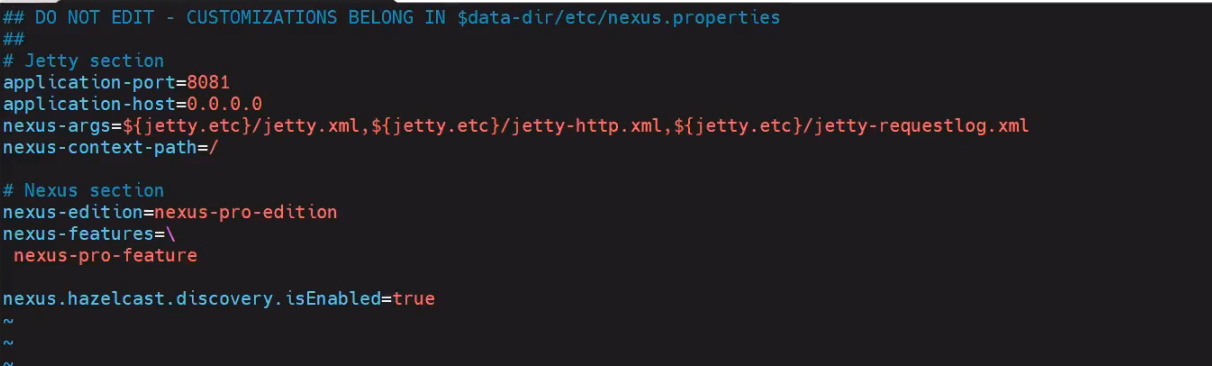 ## DO NOT EDIT - CUSTOMIZATIONS BELONG IN $data-dir/etc/nexus.properties
##
# Jetty section
application-port=8081
application-host=0.0.0.0
nexus-args=${jetty.etc}/jetty.xml,${jetty.etc}/jetty-http.xml,${jetty.etc}/jetty-requestlog.xml
nexus-context-path=/
# Nexus section
nexus-edition=nexus-pro-edition
nexus-features=\
 nexus-pro-feature
nexus.hazelcast.discovery.isEnabled=true
~
~
~